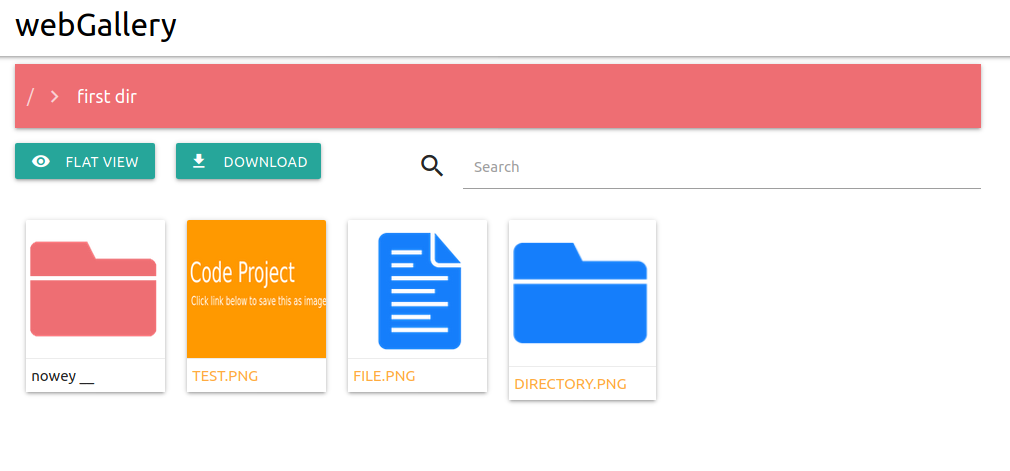 webGallery
/ > first dir
FLAT VIEW DOWNLOAD Search
Code Project
Click link below to save this as image
nowey __ TEST.PNG FILE.PNG DIRECTORY.PNG